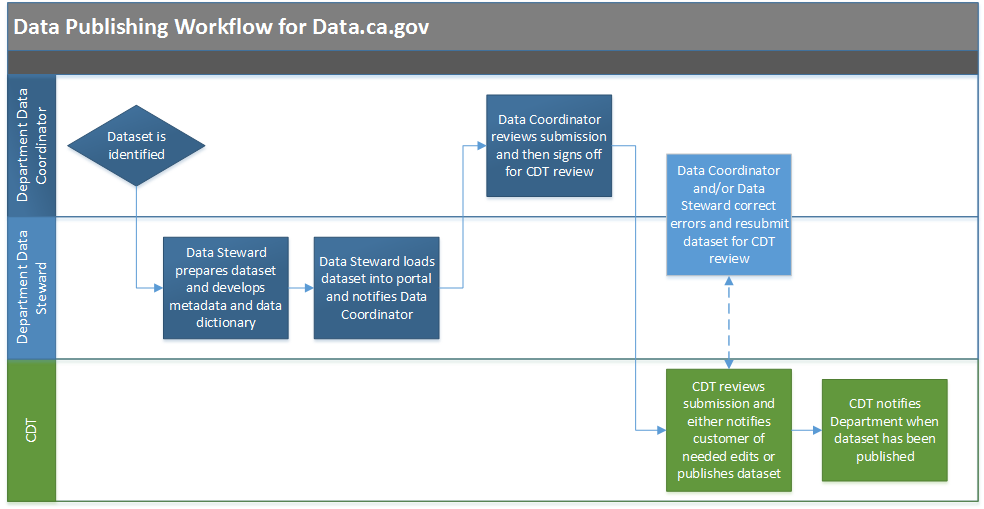 Data Publishing Workflow for Data.ca.gov
Department Data
Coordinator
Dataset is
identified
Data Coordinator
reviews submission
and then signs off
for CDT review
Data Coordinator
and/or Data
Steward correct
errors and resubmit
dataset for CDT
review
Department Data
Steward
Data Steward
prepares dataset
and develops
metadata and data
dictionary
Data Steward loads
dataset into portal
and notifies Data
Coordinator
CDT
CDT reviews
submission and
either notifies
customer of
needed edits or
publishes dataset
CDT notifies
Department when
dataset has been
published